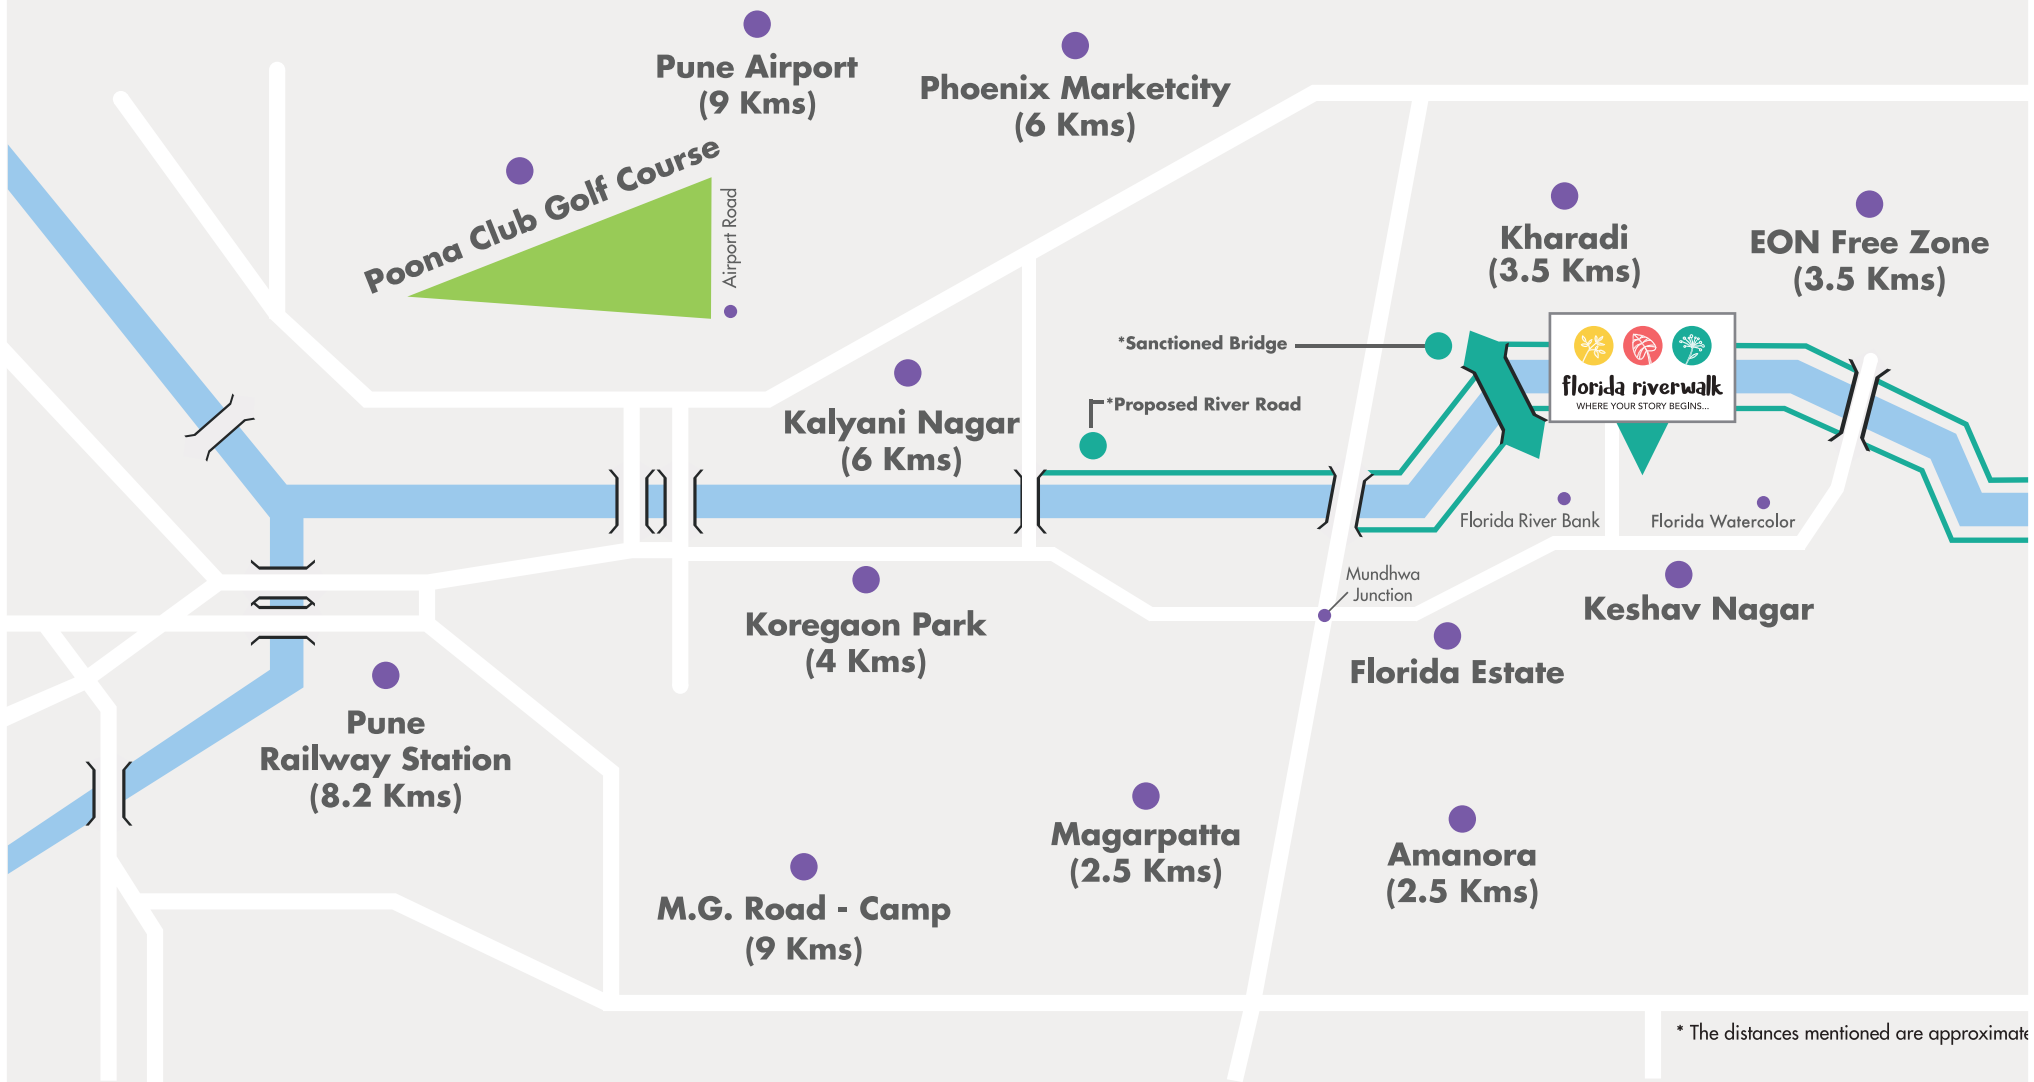 Pune Airport
(9 Kms)
Phoenix Marketcity
(6 Kms)
Poona Club Golf Course
Airport Road
Kharadi
(3.5 Kms)
EON Free Zone
(3.5 Kms)
*Sanctioned Bridge
*Proposed River Road
florida riverwalk
WHERE YOUR STORY BEGINS...
Kalyani Nagar
(6 Kms)
Florida River Bank
Florida Watercolor
Mundhwa
Junction
Keshav Nagar
Koregaon Park
(4 Kms)
Florida Estate
Pune
Railway Station
(8.2 Kms)
Magarpatta
(2.5 Kms)
Amanora
(2.5 Kms)
M.G. Road - Camp
(9 Kms)
* The distances mentioned are approximate